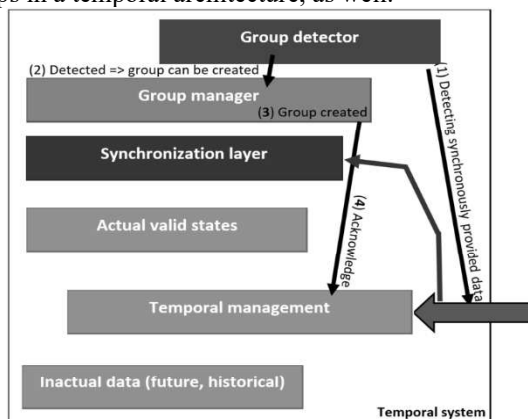 ps in a temporal architecture, as well.
Group detector
(2) Detected => group can be created
(1) Detecting synchronously provided data
Group manager
(3) Group created
Synchronization layer
(4) Acknowledge
Actual valid states
Temporal management
Inactual data (future, historical)
Temporal system